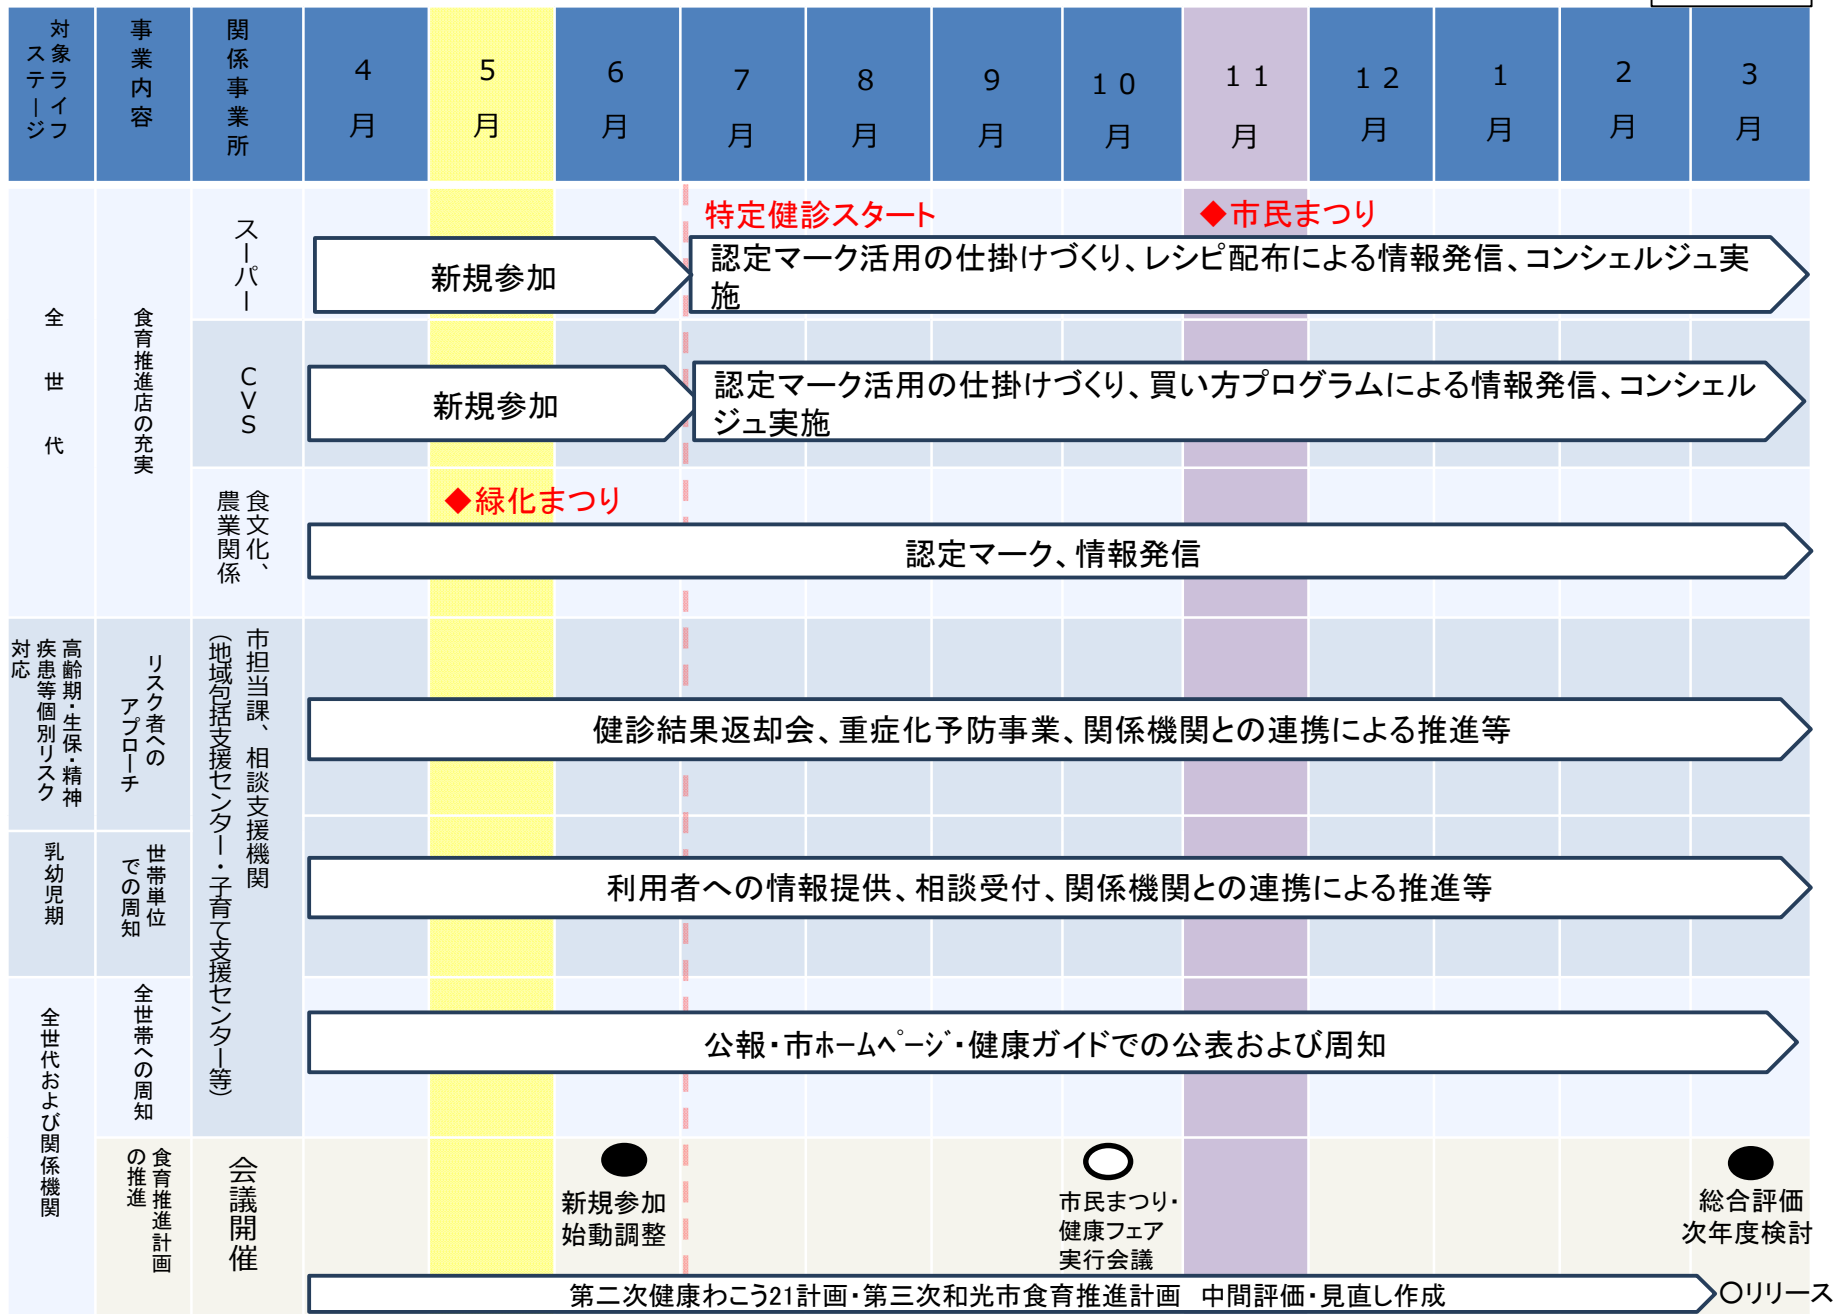 対象ライフ
ステージ
事業内容
関係事業所
4月
5月
6月
7月
8月
9月
10月
11月
12月
1月
2月
3月
全世代
食育推進店の充実
スーパー
特定健診スタート
◆市民まつり
新規参加
認定マーク活用の仕掛けづくり、レシピ配布による情報発信、コンシェルジュ実
施
CVS
新規参加
認定マーク活用の仕掛けづくり、買い方プログラムによる情報発信、コンシェル
ジュ実施
食文化、
農業関係
◆緑化まつり
認定マーク、情報発信
高齢期・生保・精神
疾患等個別リスク
対応
リスク者への
アプローチ
市担当課、相談支援機関
(地域包括支援センター・子育て支援センター等)
健診結果返却会、重症化予防事業、関係機関との連携による推進等
乳幼児期
世帯単位
での周知
利用者への情報提供、相談受付、関係機関との連携による推進等
全世代および関係機関
全世帯への周知
公報・市ホームページ・健康ガイドでの公表および周知
食育推進計画
の推進
会議開催
新規参加
始動調整
市民まつり・
健康フェア
実行会議
総合評価
次年度検討
第二次健康わこう21計画・第三次和光市食育推進計画　中間評価・見直し作成
○リリース